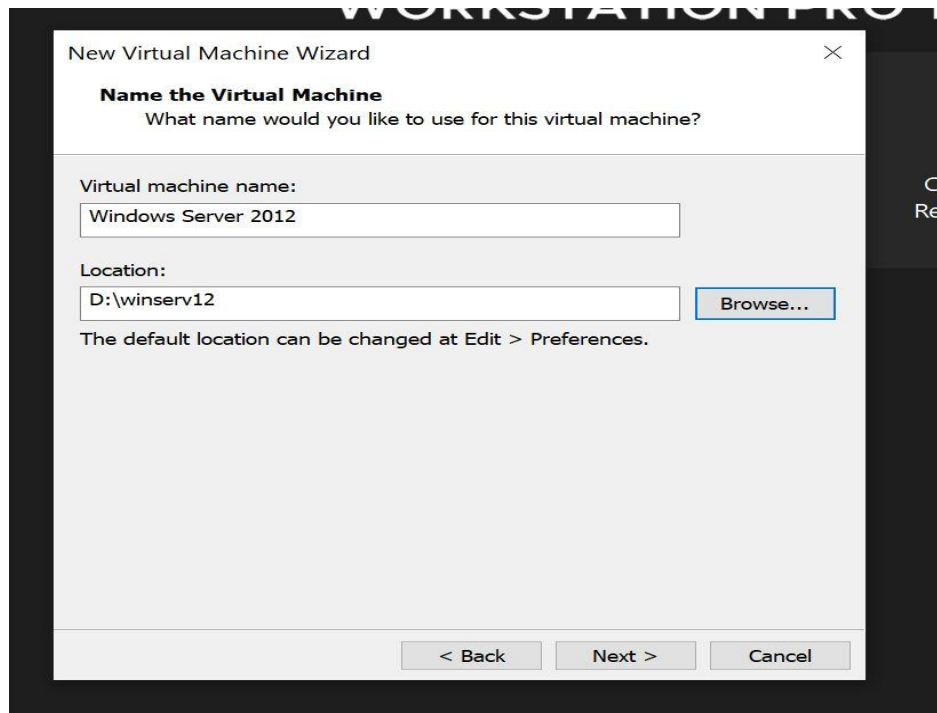 WORKSTATION PRO
New Virtual Machine Wizard
Name the Virtual Machine
What name would you like to use for this virtual machine?
Virtual machine name:
Windows Server 2012
Location:
D:\winserv12
Browse...
The default location can be changed at Edit > Preferences.
< Back
Next >
Cancel